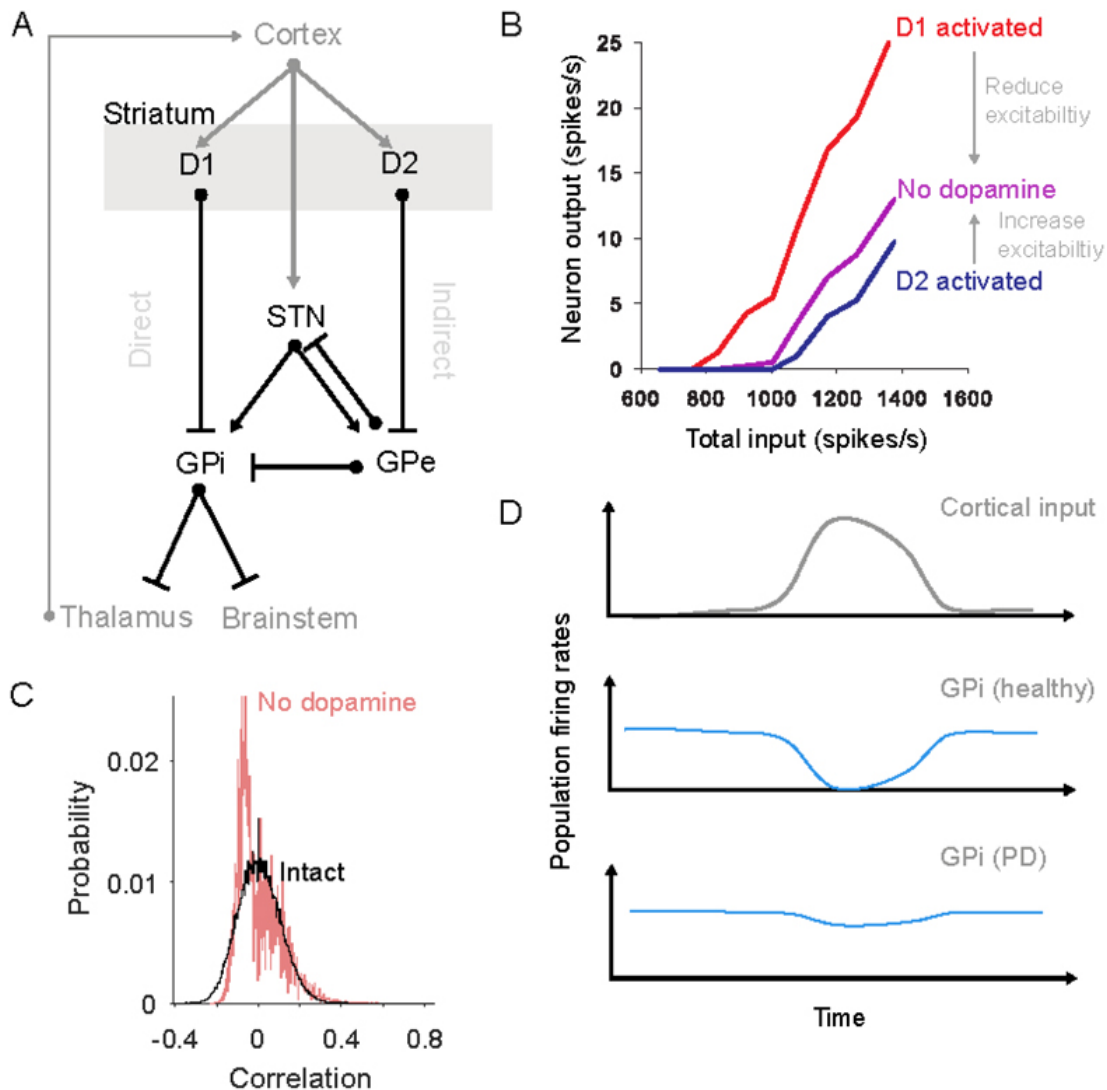 A
Cortex
Striatum
D1
D2
Direct
STN
Indirect
GPi
GPe
Thalamus
Brainstem
B
Neuron output (spikes/s)
25
20
15
10
5
0
600
800
1000
1200
1400
1600
Total input (spikes/s)
D1 activated
Reduce
excitabiltiy
No dopamine
Increase
excitabiltiy
D2 activated
C
No dopamine
Intact
Probability
0.02
0.01
0
-0.4
0
0.4
0.8
Correlation
D
Cortical input
GPi (healthy)
GPi (PD)
Population firing rates
Time